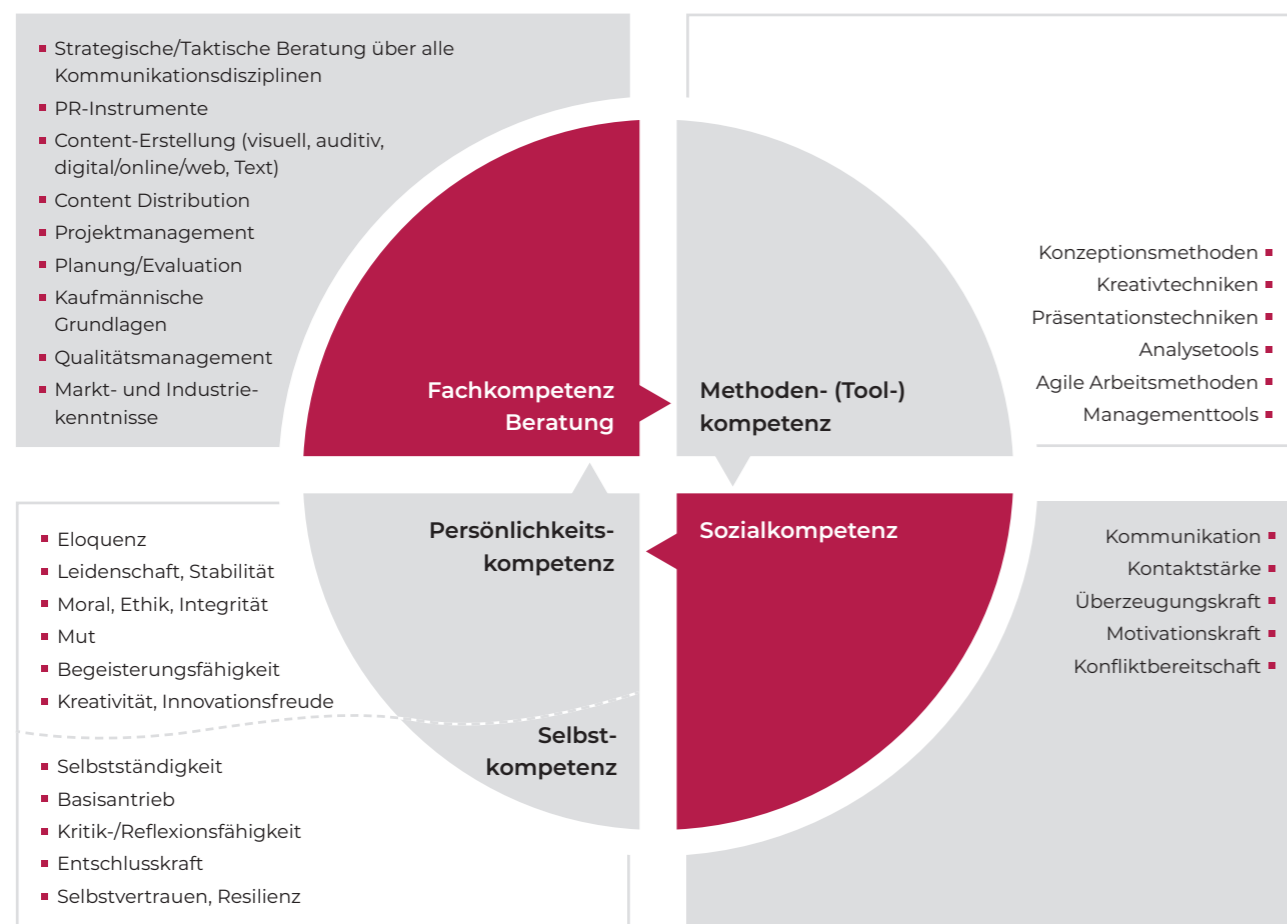 Strategische/Taktische Beratung über alle
Kommunikationsdisziplinen
PR-Instrumente
Content-Erstellung (visuell, auditiv,
digital/online/web, Text)
Content Distribution
Projektmanagement
Planung/Evaluation
Kaufmännische
Grundlagen
Qualitätsmanagement
Markt- und Industrie-
kenntnisse
Fachkompetenz
Beratung
Methoden- (Tool-)
kompetenz
Konzeptionsmethoden
Kreativtechniken
Präsentationstechniken
Analysetools
Agile Arbeitsmethoden
Managementtools
Eloquenz
Leidenschaft, Stabilität
Moral, Ethik, Integrität
Mut
Begeisterungsfähigkeit
Kreativität, Innovationsfreude
Persönlichkeits-
kompetenz
Selbstständigkeit
Basisantrieb
Kritik-/Reflexionsfähigkeit
Entschlusskraft
Selbstvertrauen, Resilienz
Selbst-
kompetenz
Sozialkompetenz
Kommunikation
Kontaktstärke
Überzeugungskraft
Motivationskraft
Konfliktbereitschaft